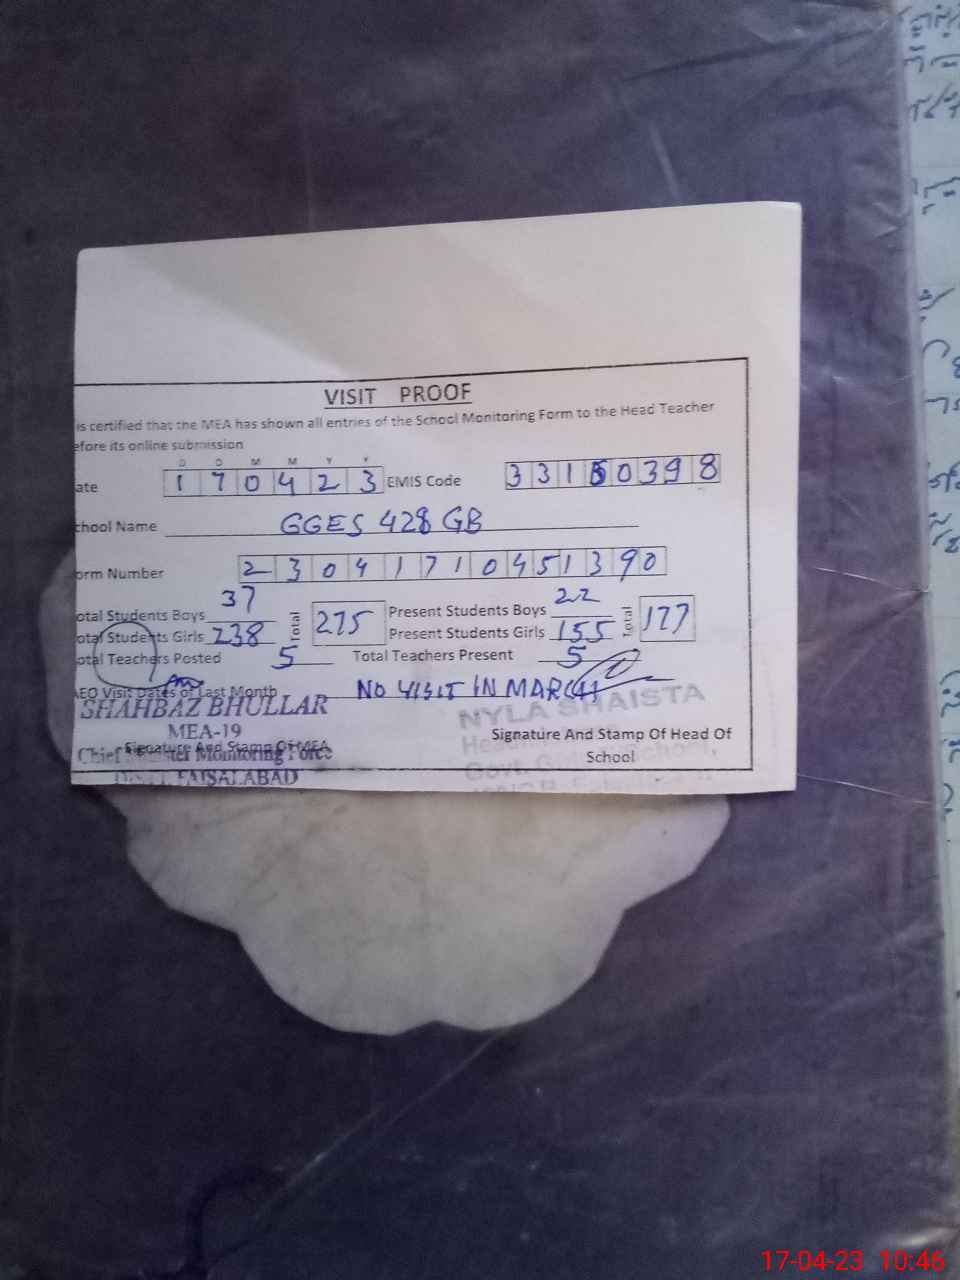 VISIT PROOF
is certified that the MEA has shown all entries of the School Monitoring Form to the Head Teacher
efore its online submission
D D M M Y Y
ate 1 7 0 4 2 3 EMIS Code 3 3 1 5 0 3 9 8
chool Name GGES 428 GB
orm Number 2 3 0 4 1 7 1 0 4 5 1 3 9 0
otal Students Boys 37 Total 275 Present Students Boys 22 Total 177
otal Students Girls 238 Present Students Girls 155
otal Teachers Posted 5 Total Teachers Present 5
AEO Visit Dates of Last Month NO VISIT IN MARCH
SHAHBAZ BHULLAR NYLA SHAISTA
MEA-19 Signature And Stamp Of Head Of
Signature And Stamp Of MEA School
Chief Minister Monitoring Force
DISTT. FAISALABAD
17-04-23 10:46